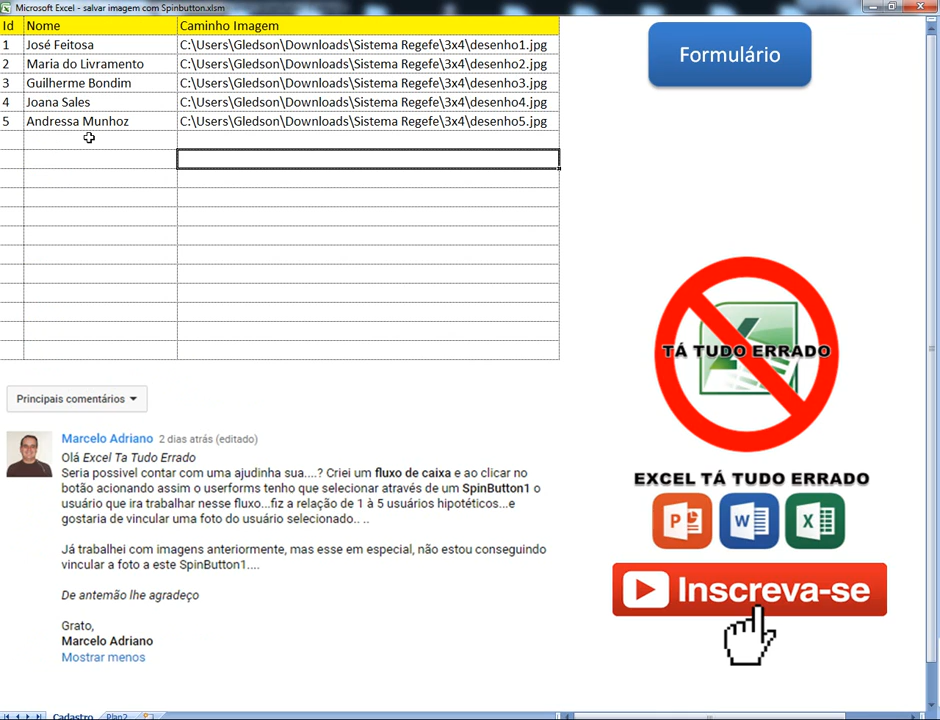 Microsoft Excel - salvar imagem com Spinbutton.xlsm
Id Nome Caminho Imagem
1 José Feitosa C:\Users\Gledson\Downloads\Sistema Regefe\3x4\desenho1.jpg
2 Maria do Livramento C:\Users\Gledson\Downloads\Sistema Regefe\3x4\desenho2.jpg
3 Guilherme Bondim C:\Users\Gledson\Downloads\Sistema Regefe\3x4\desenho3.jpg
4 Joana Sales C:\Users\Gledson\Downloads\Sistema Regefe\3x4\desenho4.jpg
5 Andressa Munhoz C:\Users\Gledson\Downloads\Sistema Regefe\3x4\desenho5.jpg
Formulário
TÁ TUDO ERRADO
EXCEL TÁ TUDO ERRADO
P W X
Inscreva-se
Principais comentários
Marcelo Adriano 2 dias atrás (editado)
Olá Excel Ta Tudo Errado
Seria possivel contar com uma ajudinha sua....? Criei um fluxo de caixa e ao clicar no
botão acionando assim o userforms tenho que selecionar através de um SpinButton1 o
usuário que ira trabalhar nesse fluxo...fiz a relação de 1 à 5 usuários hipotéticos...e
gostaria de vincular uma foto do usuário selecionado.. ..
Já trabalhei com imagens anteriormente, mas esse em especial, não estou conseguindo
vincular a foto a este SpinButton1....
De antemão lhe agradeço
Grato,
Marcelo Adriano
Mostrar menos
Cadastro Plan2